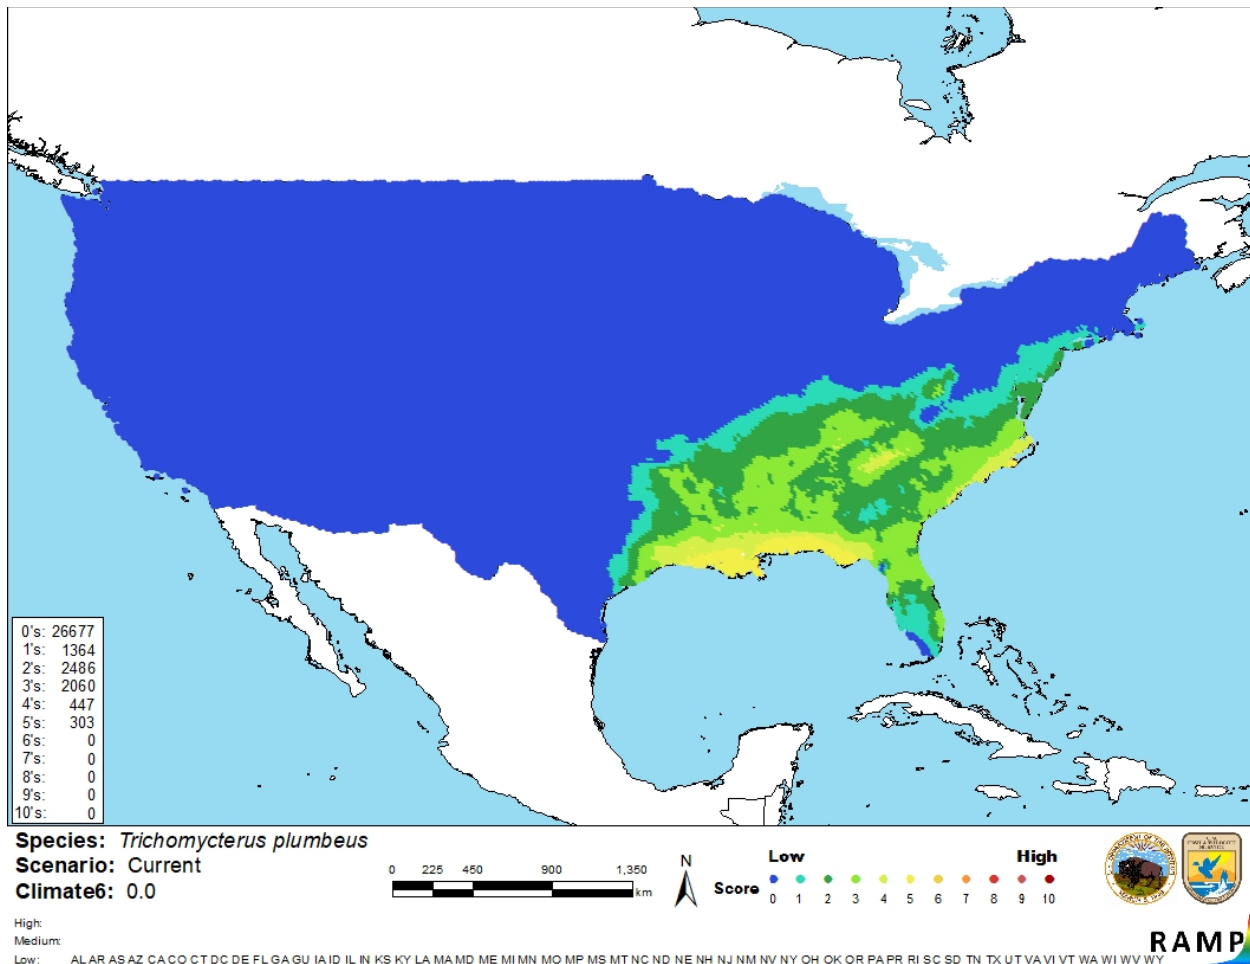 0's: 26677
1's: 1364
2's: 2486
3's: 2060
4's: 447
5's: 303
6's: 0
7's: 0
8's: 0
9's: 0
10's: 0
Species: Trichomycterus plumbeus
Scenario: Current
Climate6: 0.0
0 225 450 900 1,350
km
N
Low High
Score
0 1 2 3 4 5 6 7 8 9 10
High:
Medium:
Low: AL AR AS AZ CA CO CT DC DE FL GA GU IA ID IL IN KS KY LA MA MD ME MI MN MO MP MS MT NC ND NE NH NJ NM NV NY OH OK OR PA PR RI SC SD TN TX UT VA VI VT WA WI WV WY
RAMP